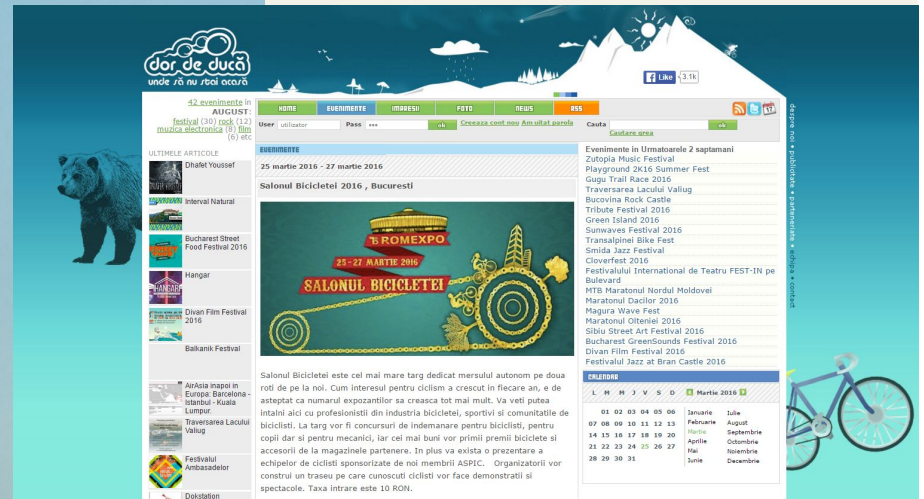 dor de ducă
unde să nu stai acasă
Like 3.1k
42 evenimente in
AUGUST:
festival (30) rock (12)
muzica electronica (8) film
(6) etc
HOME EVENIMENTE IMPRESII FOTO NEWS RSS
User utilizator Pass ok Creeaza cont nou Am uitat parola
Cauta ok
Cautare grea
despre noi • publicitate • parteneriate • echipa • contact
ULTIMELE ARTICOLE
Dhafet Youssef
Interval Natural
Bucharest Street
Food Festival 2016
Hangar
HANGAR
Divan Film Festival
2016
Balkanik Festival
AirAsia inapoi in
Europa: Barcelona -
Istanbul - Kuala
Lumpur.
Traversarea Lacului
Valiug
Festivalul
Ambasadelor
Dokstation
EVENIMENTE
25 martie 2016 - 27 martie 2016
Salonul Bicicletei 2016 , Bucuresti
ROMEXPO
25-27 MARTIE 2016
SALONUL BICICLETEI
Salonul Bicicletei este cel mai mare targ dedicat mersului autonom pe doua
roti de pe la noi. Cum interesul pentru ciclism a crescut in fiecare an, e de
asteptat ca numarul expozantilor sa creasca tot mai mult. Va veti putea
intalni aici cu profesionistii din industria bicicletei, sportivi si comunitatile de
biciclisti. La targ vor fi concursuri de indemanare pentru biciclisti, pentru
copii dar si pentru mecanici, iar cei mai buni vor primii premii biciclete si
accesorii de la magazinele partenere. In plus va exista o prezentare a
echipelor de ciclisti sponsorizate de noi membrii ASPIC. Organizatorii vor
construi un traseu pe care cunoscuti ciclisti vor face demonstratii si
spectacole. Taxa intrare este 10 RON.
Evenimente in Urmatoarele 2 saptamani
Zutopia Music Festival
Playground 2K16 Summer Fest
Gugu Trail Race 2016
Traversarea Lacului Valiug
Bucovina Rock Castle
Tribute Festival 2016
Green Island 2016
Sunwaves Festival 2016
Transalpinei Bike Fest
Smida Jazz Festival
Cloverfest 2016
Festivalului International de Teatru FEST-IN pe
Bulevard
MTB Maratonul Nordul Moldovei
Maratonul Dacilor 2016
Magura Wave Fest
Maratonul Olteniei 2016
Sibiu Street Art Festival 2016
Bucharest GreenSounds Festival 2016
Divan Film Festival 2016
Festivalul Jazz at Bran Castle 2016
CALENDAR
L M M J V S D
Martie 2016
01 02 03 04 05 06
07 08 09 10 11 12 13
14 15 16 17 18 19 20
21 22 23 24 25 26 27
28 29 30 31
Ianuarie Iulie
Februarie August
Martie Septembrie
Aprilie Octombrie
Mai Noiembrie
Iunie Decembrie